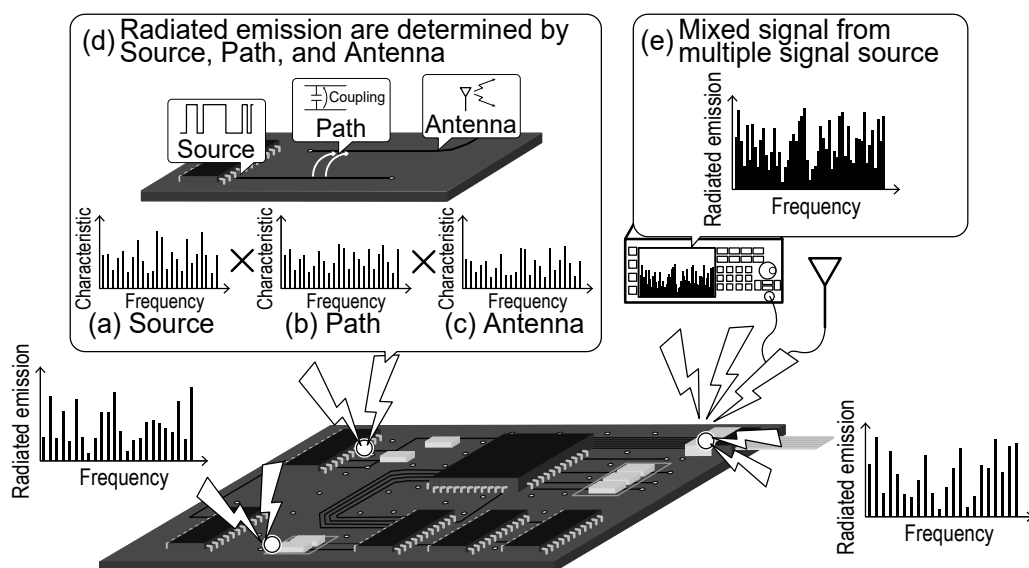 (d) Radiated emission are determined by
Source, Path, and Antenna
Coupling
Source
Path
Antenna
Characteristic
Frequency
(a) Source
Characteristic
Frequency
(b) Path
Characteristic
Frequency
(c) Antenna
(e) Mixed signal from
multiple signal source
Radiated emission
Frequency
Radiated emission
Frequency
Radiated emission
Frequency